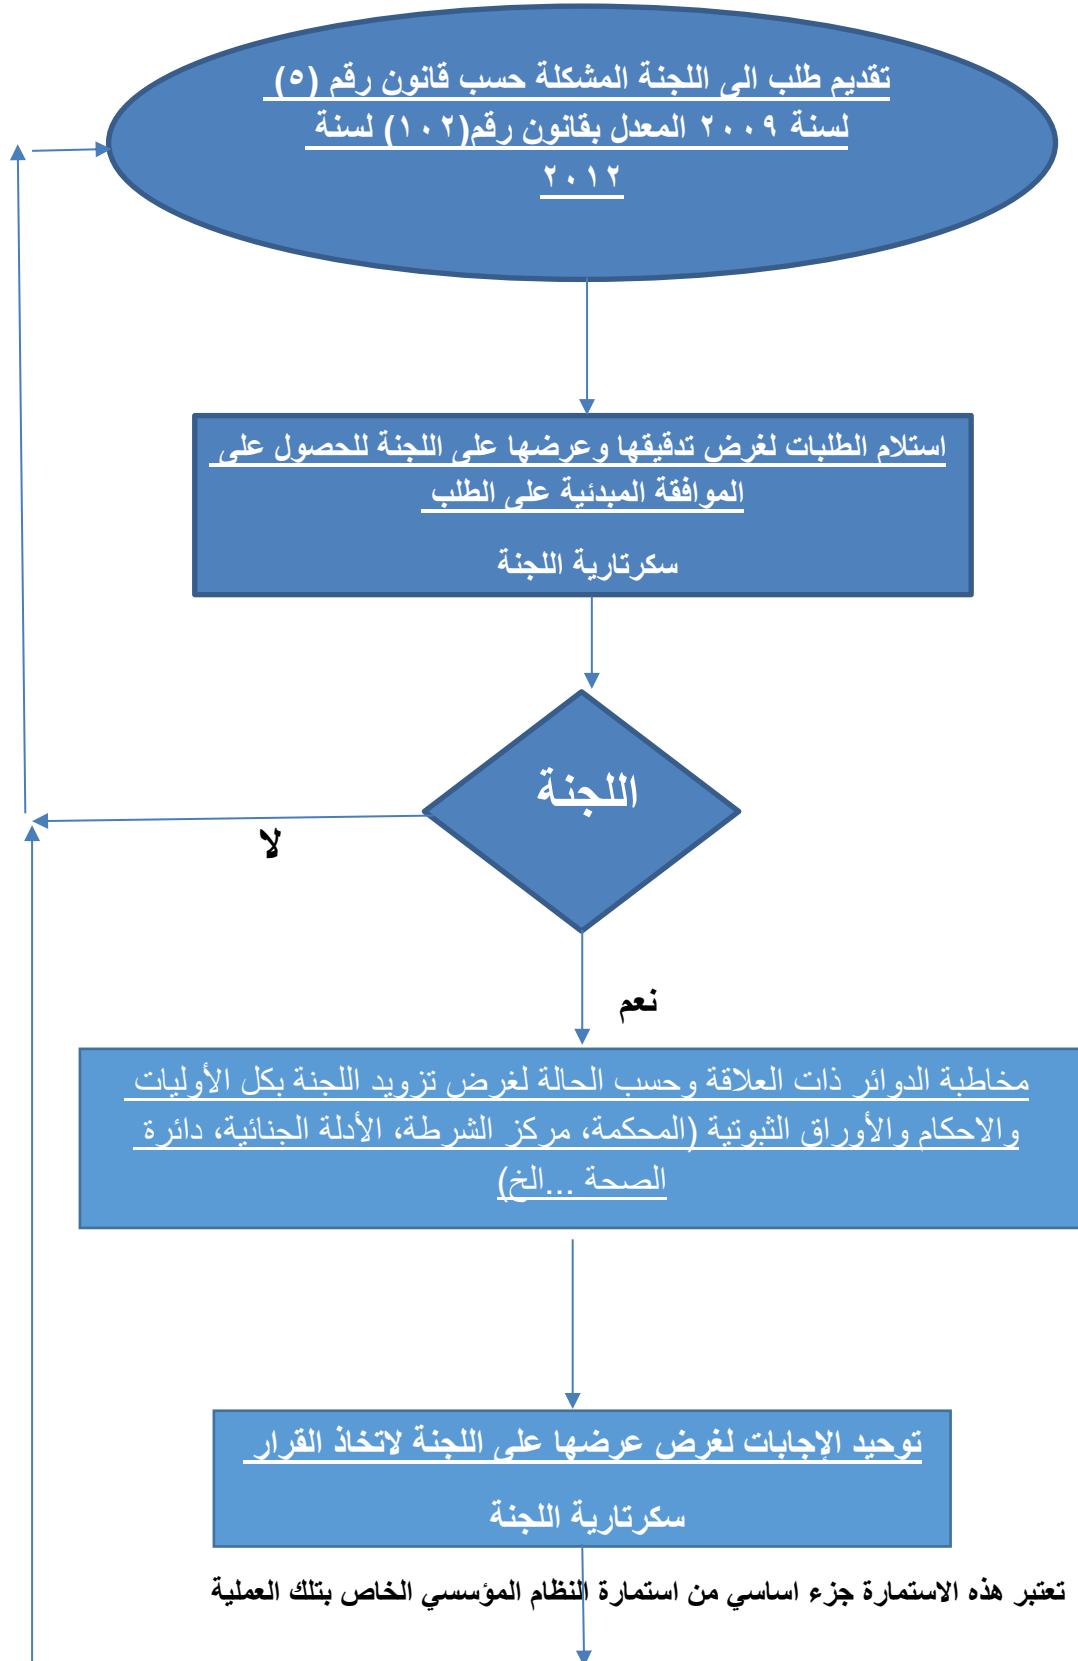 تقديم طلب الى اللجنة المشكلة حسب قانون رقم (٥)
لسنة ٢٠٠٩ المعدل بقانون رقم(١٠٢) لسنة
٢٠١٢
استلام الطلبات لغرض تدقيقها وعرضها على اللجنة للحصول على
الموافقة المبدئية على الطلب
سكرتارية اللجنة
اللجنة
لا
نعم
مخاطبة الدوائر ذات العلاقة وحسب الحالة لغرض تزويد اللجنة بكل الأوليات
والاحكام والأوراق الثبوتية (المحكمة، مركز الشرطة، الأدلة الجنائية، دائرة
الصحة ...الخ)
توحيد الإجابات لغرض عرضها على اللجنة لاتخاذ القرار
سكرتارية اللجنة
تعتبر هذه الاستمارة جزء اساسي من استمارة النظام المؤسسي الخاص بتلك العملية